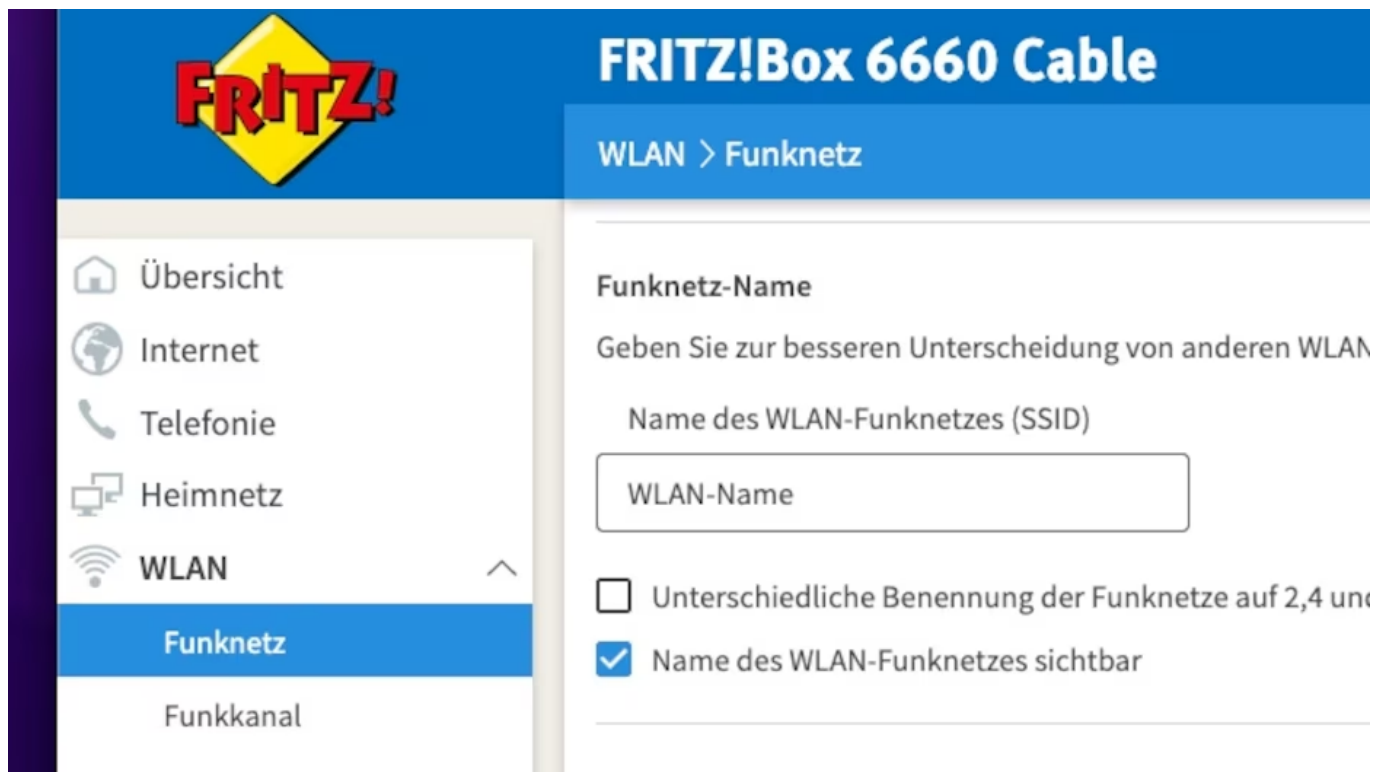 FRITZ!
FRITZ!Box 6660 Cable
WLAN > Funknetz
Übersicht
Internet
Telefonie
Heimnetz
WLAN
Funknetz
Funkkanal
Funknetz-Name
Geben Sie zur besseren Unterscheidung von anderen WLAN
Name des WLAN-Funknetzes (SSID)
WLAN-Name
Unterschiedliche Benennung der Funknetze auf 2,4 und
Name des WLAN-Funknetzes sichtbar